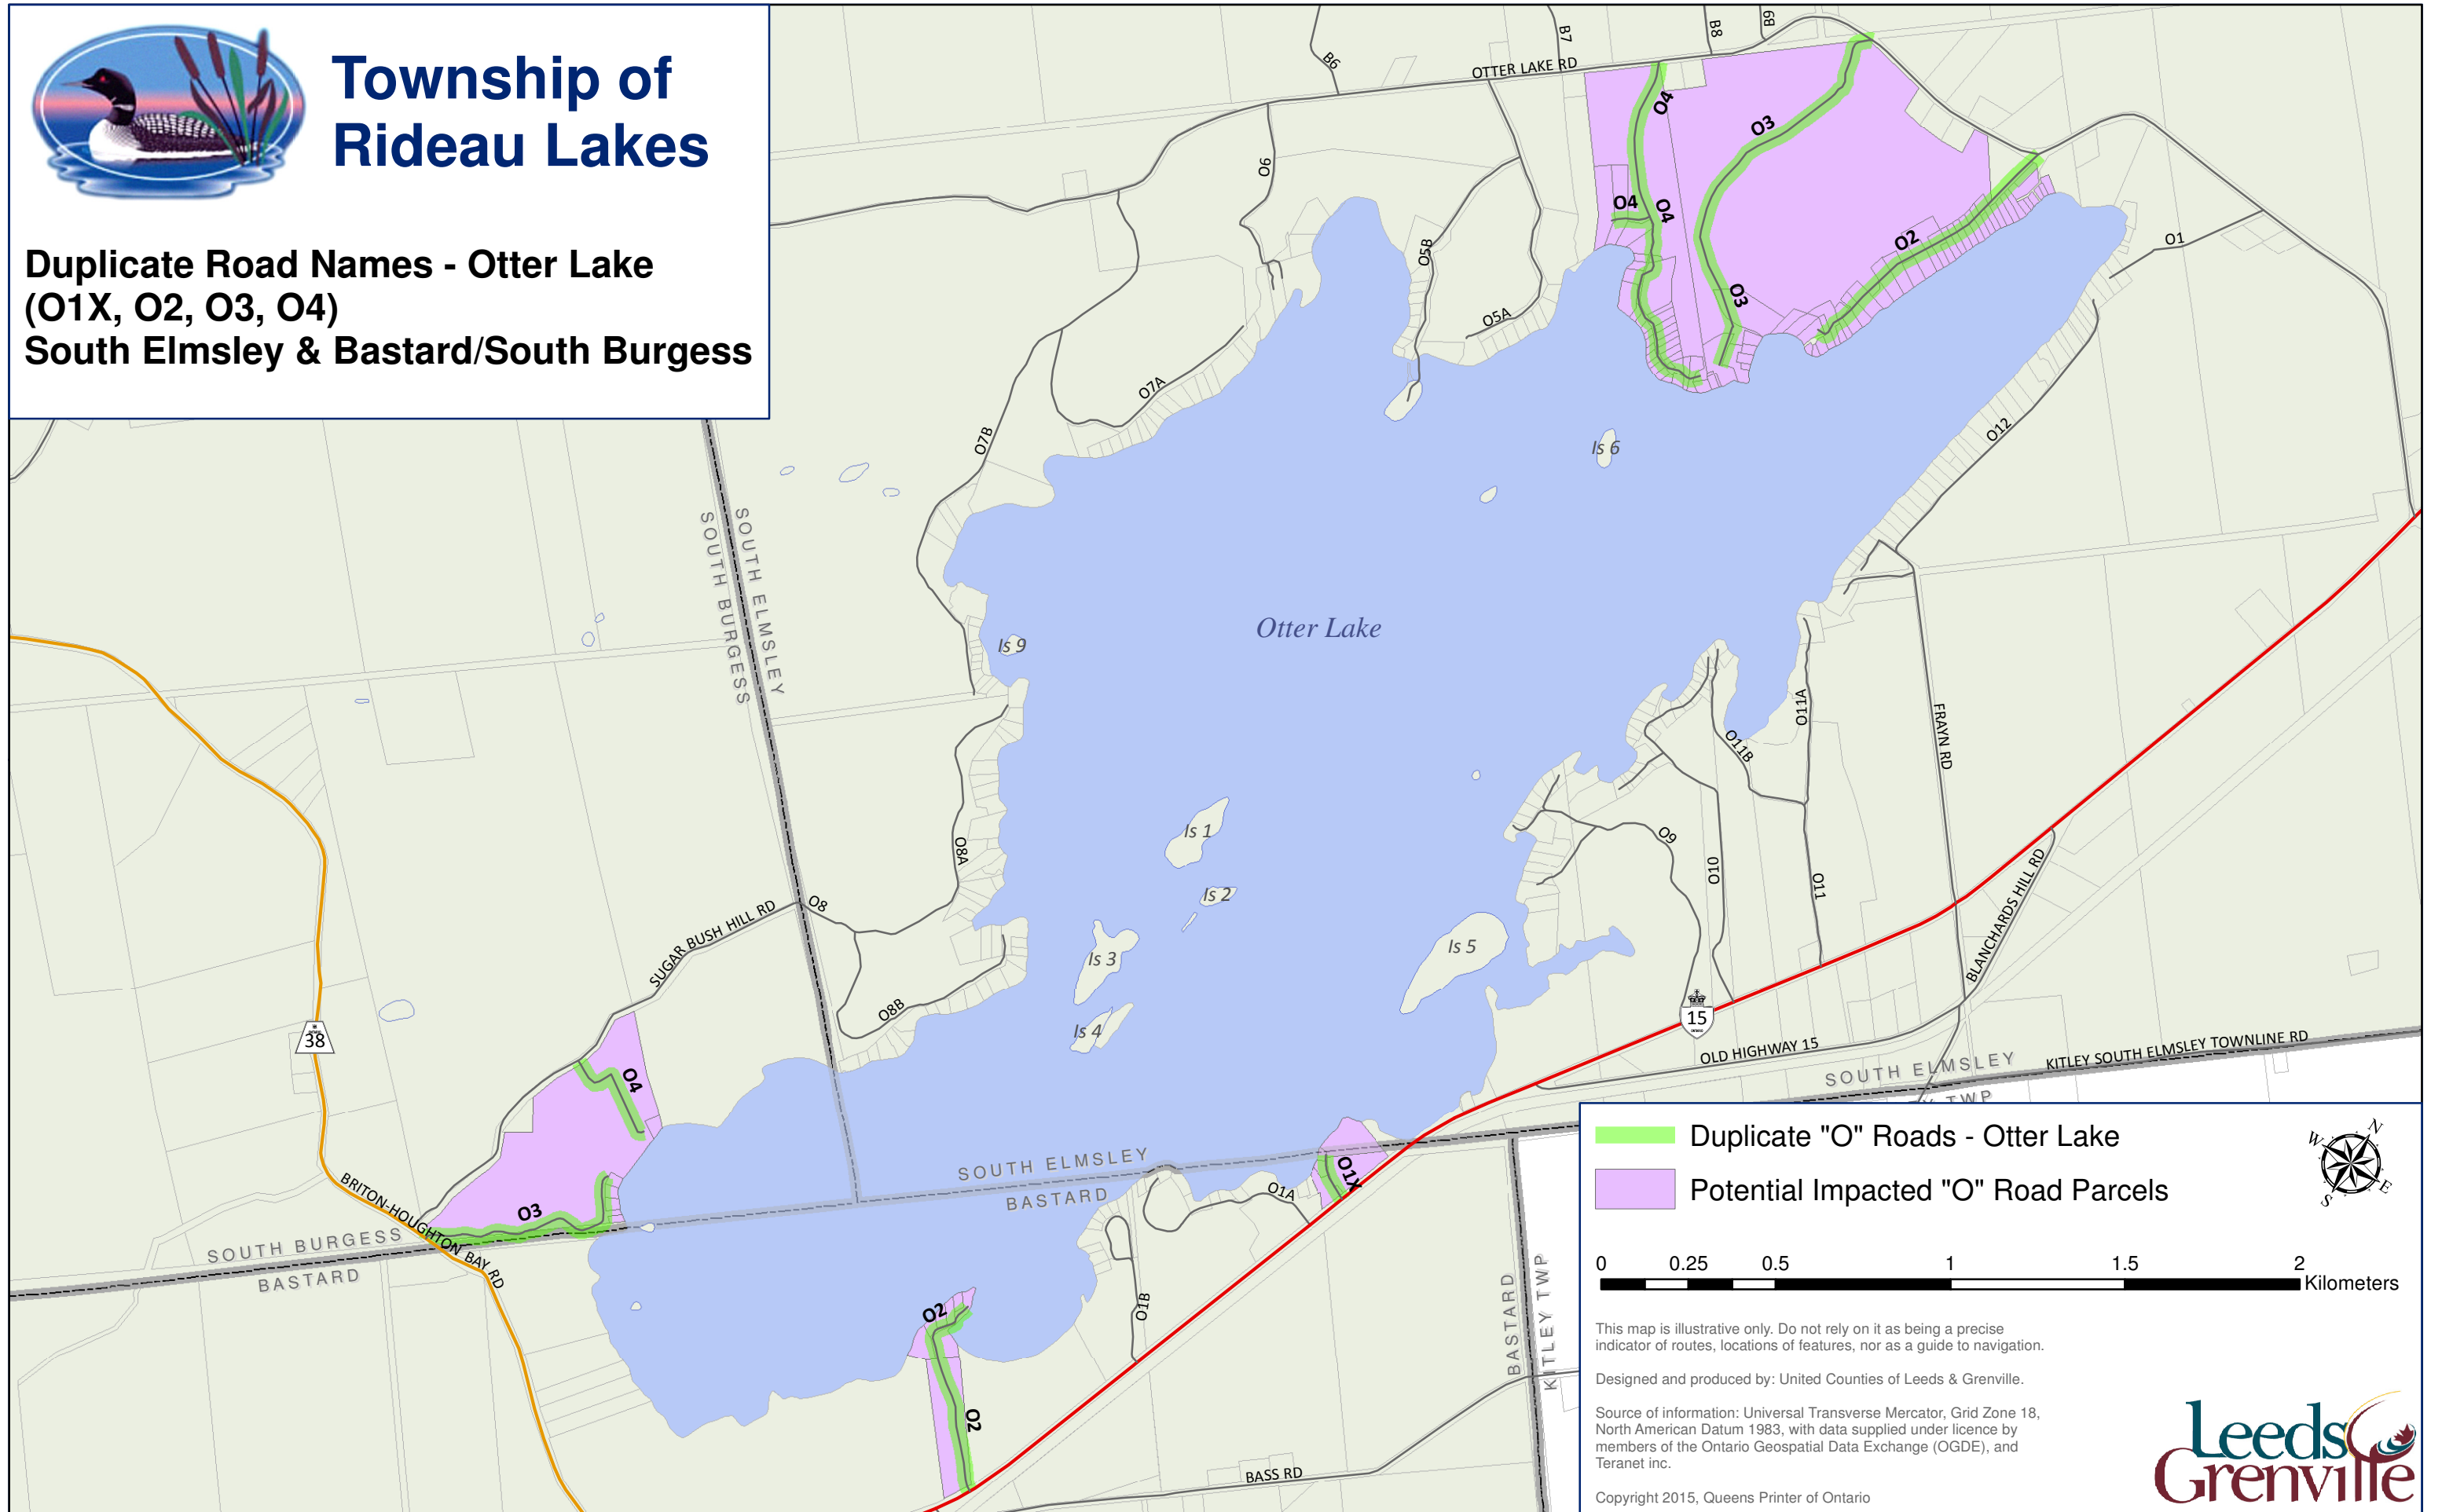 Township of
Rideau Lakes
Duplicate Road Names - Otter Lake
(O1X, O2, O3, O4)
South Elmsley & Bastard/South Burgess
B6
B7
B8
B9
OTTER LAKE RD
O4
O3
O6
O4
O4
O5B
O2
O1
O3
O5A
O7A
O7B
O12
Is 6
SOUTH ELMSLEY
SOUTH BURGESS
Otter Lake
Is 9
O11A
FRAYN RD
O11B
Is 1
O9
O8A
O10
O11
Is 2
BLANCHARDS HILL RD
O8
SUGAR BUSH HILL RD
Is 5
Is 3
O8B
Is 4
15
38
OLD HIGHWAY 15
KITLEY SOUTH ELMSLEY TOWNLINE RD
SOUTH ELMSLEY
TWP
O4
O1X
SOUTH ELMSLEY
BASTARD
O1A
O3
BRITON-HOUGHTON BAY RD
SOUTH BURGESS
BASTARD
O1B
O2
O2
BASTARD
KITLEY TWP
BASS RD
Duplicate "O" Roads - Otter Lake
Potential Impacted "O" Road Parcels
N
W
E
S
0 0.25 0.5 1 1.5 2
Kilometers
This map is illustrative only. Do not rely on it as being a precise
indicator of routes, locations of features, nor as a guide to navigation.
Designed and produced by: United Counties of Leeds & Grenville.
Source of information: Universal Transverse Mercator, Grid Zone 18,
North American Datum 1983, with data supplied under licence by
members of the Ontario Geospatial Data Exchange (OGDE), and
Teranet inc.
Copyright 2015, Queens Printer of Ontario
Leeds
Grenville